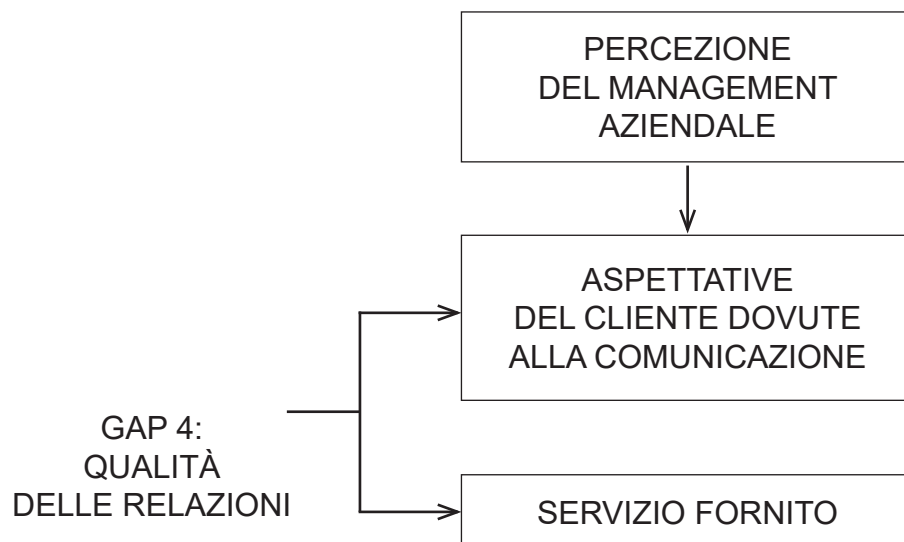 PERCEZIONE
DEL MANAGEMENT
AZIENDALE
ASPETTATIVE
DEL CLIENTE DOVUTE
ALLA COMUNICAZIONE
GAP 4:
QUALITÀ
DELLE RELAZIONI
SERVIZIO FORNITO